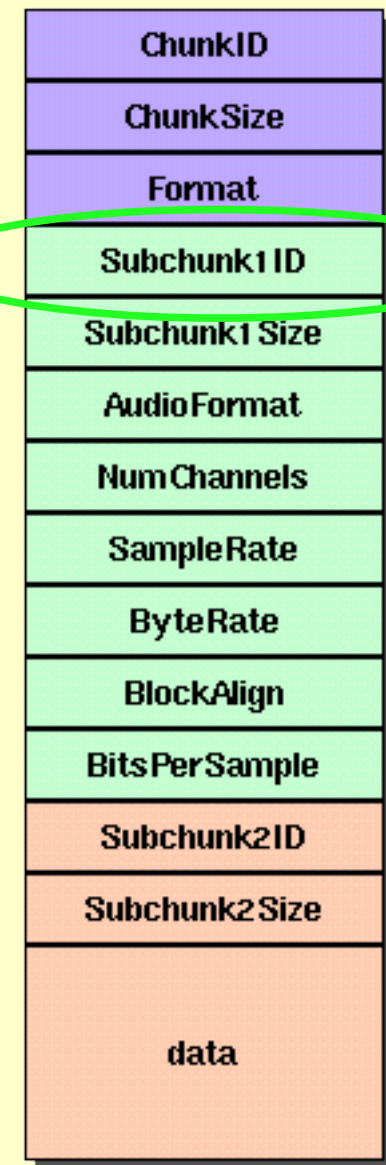 ChunkID
ChunkSize
Format
Subchunk1ID
Subchunk1Size
AudioFormat
NumChannels
SampleRate
ByteRate
BlockAlign
BitsPerSample
Subchunk2ID
Subchunk2Size
data